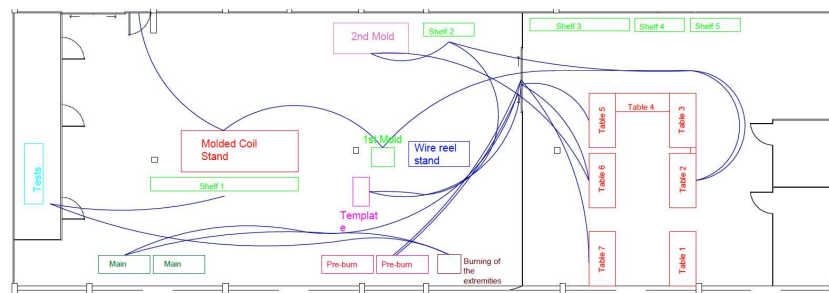 2nd Mold
Shelf 2
Shelf 3
Shelf 4
Shelf 5
Table 5
Table 4
Table 3
Molded Coil
Stand
1st Mold
Wire reel
stand
Tests
Shelf 1
Table 6
Table 2
Templat
e
Table 7
Table 1
Main
Main
Pre-burn
Pre-burn
Burning of
the
extremities